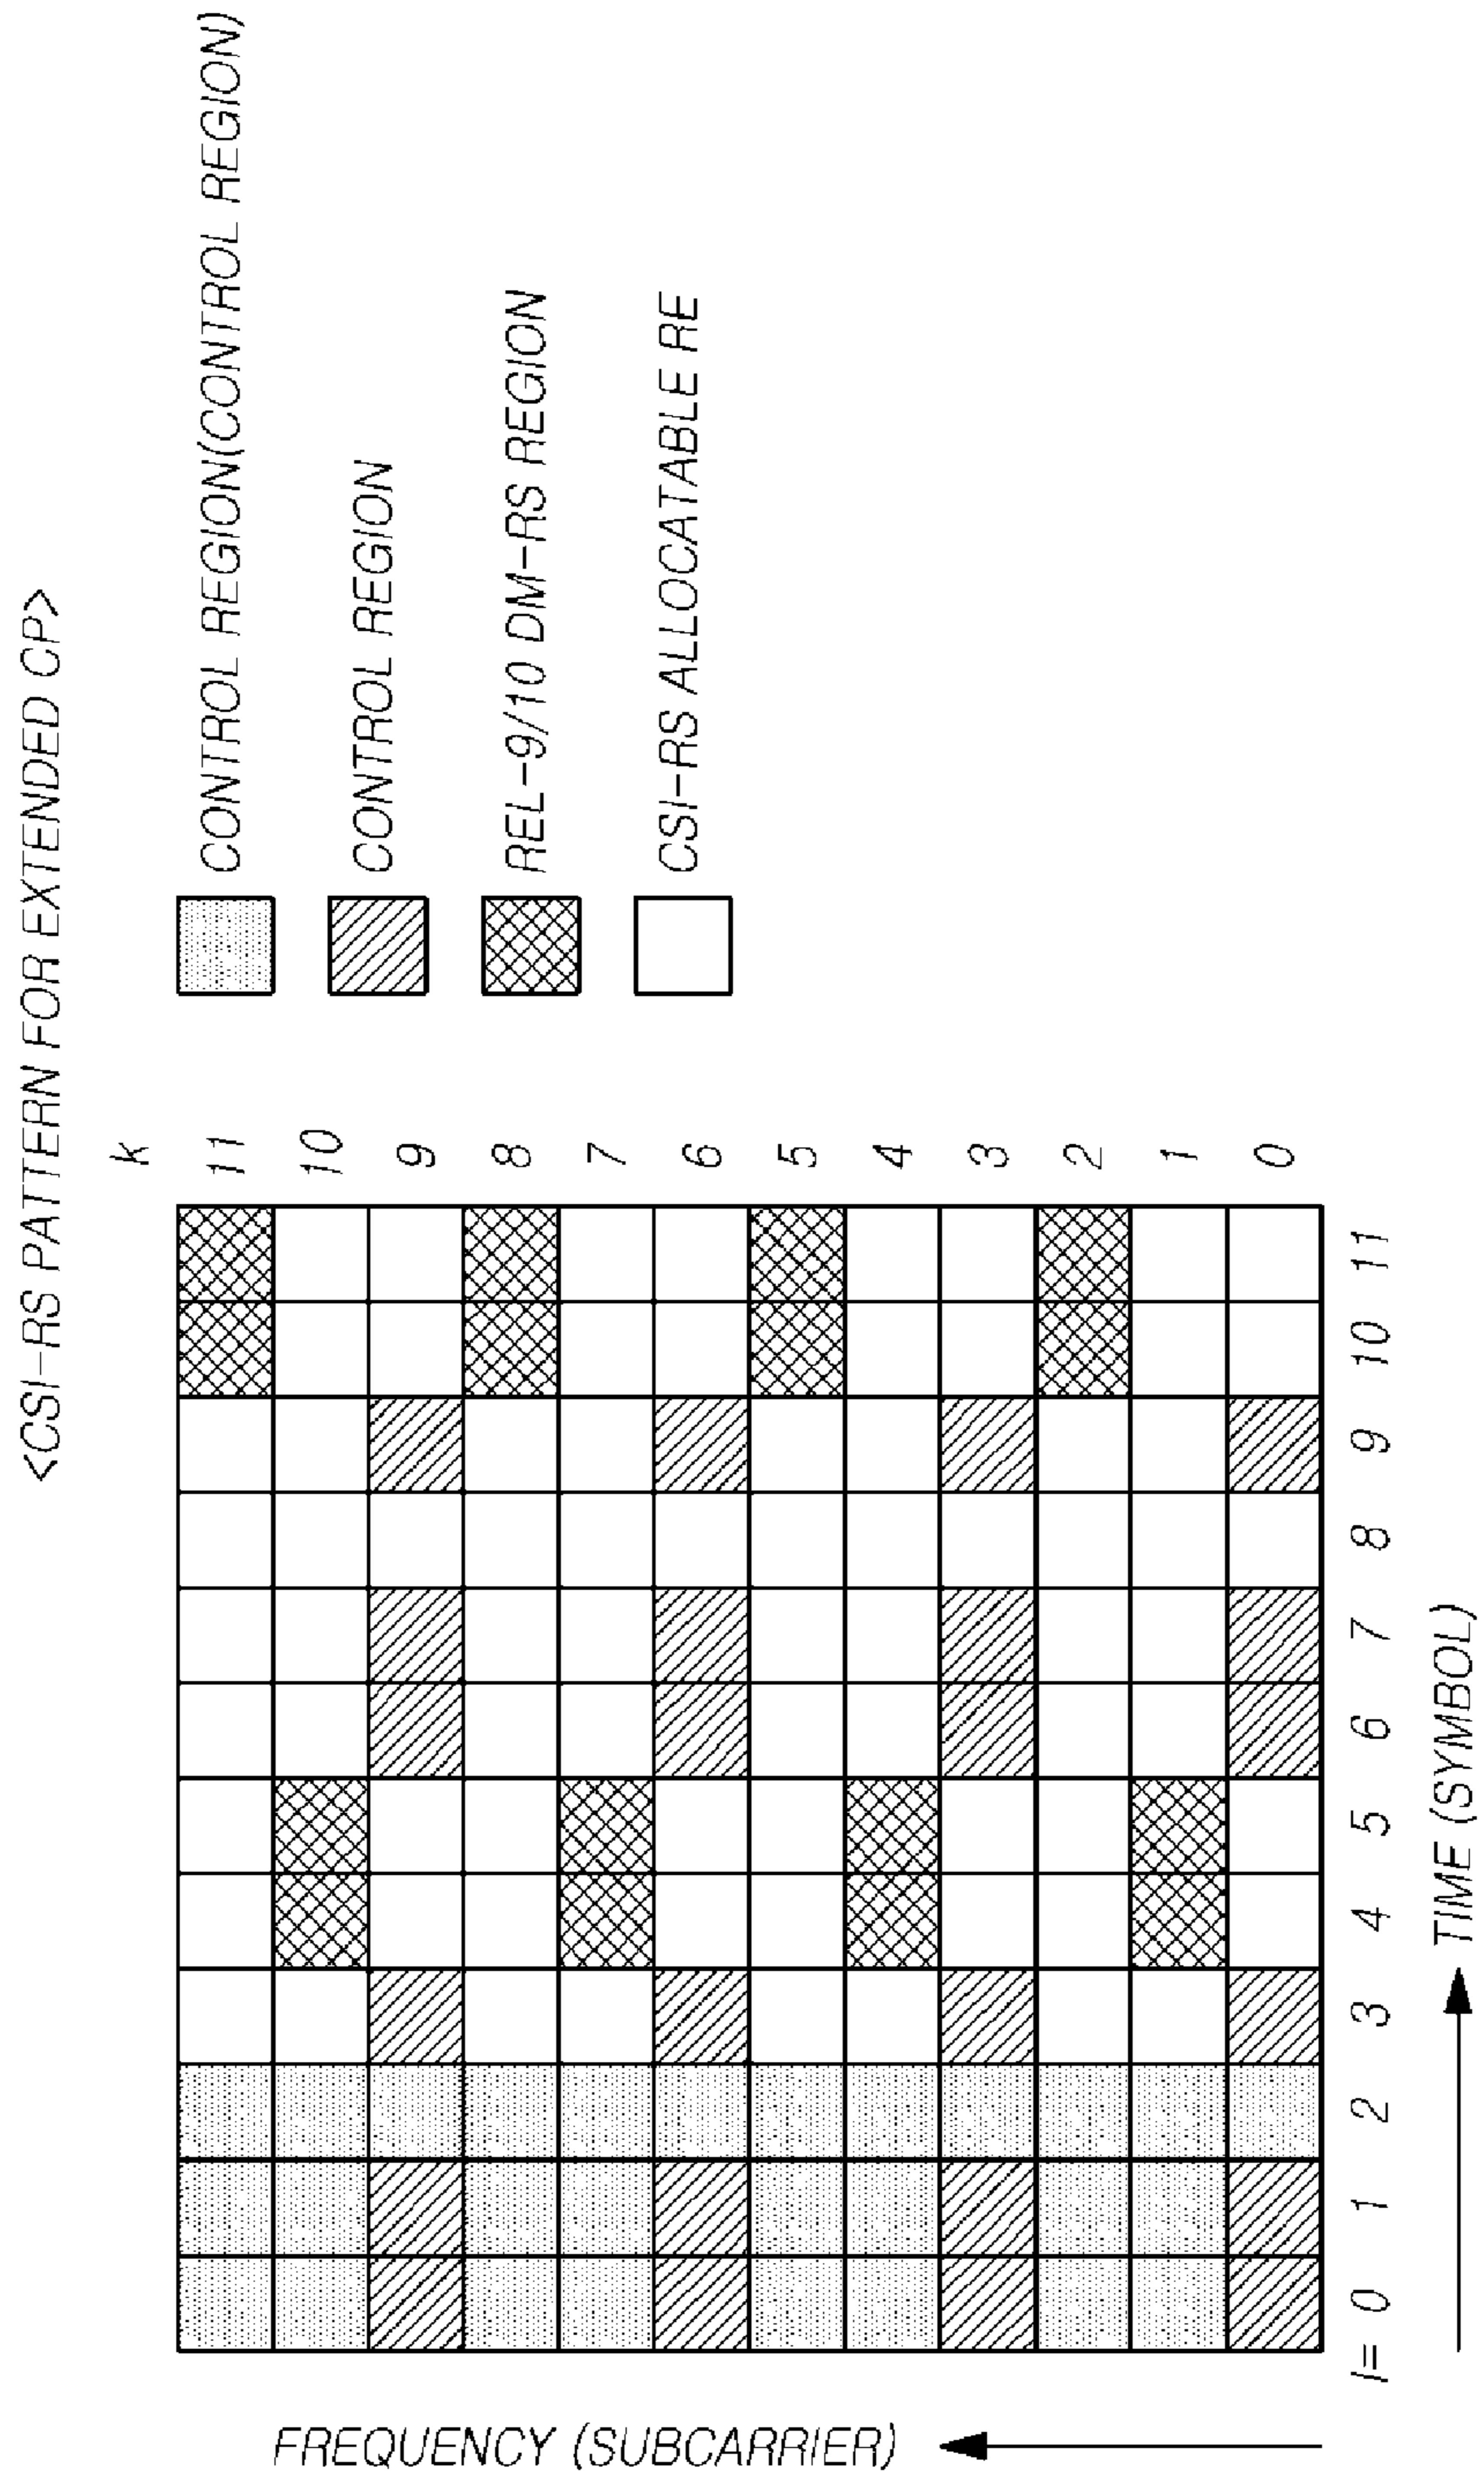 <CSI-RS PATTERN FOR EXTENDED CP>
k
11
10
9
8
7
6
5
4
3
2
1
0
l= 0 1 2 3 4 5 6 7 8 9 10 11
FREQUENCY (SUBCARRIER)
TIME (SYMBOL)
CONTROL REGION(CONTROL REGION)
CONTROL REGION
REL-9/10 DM-RS REGION
CSI-RS ALLOCATABLE RE